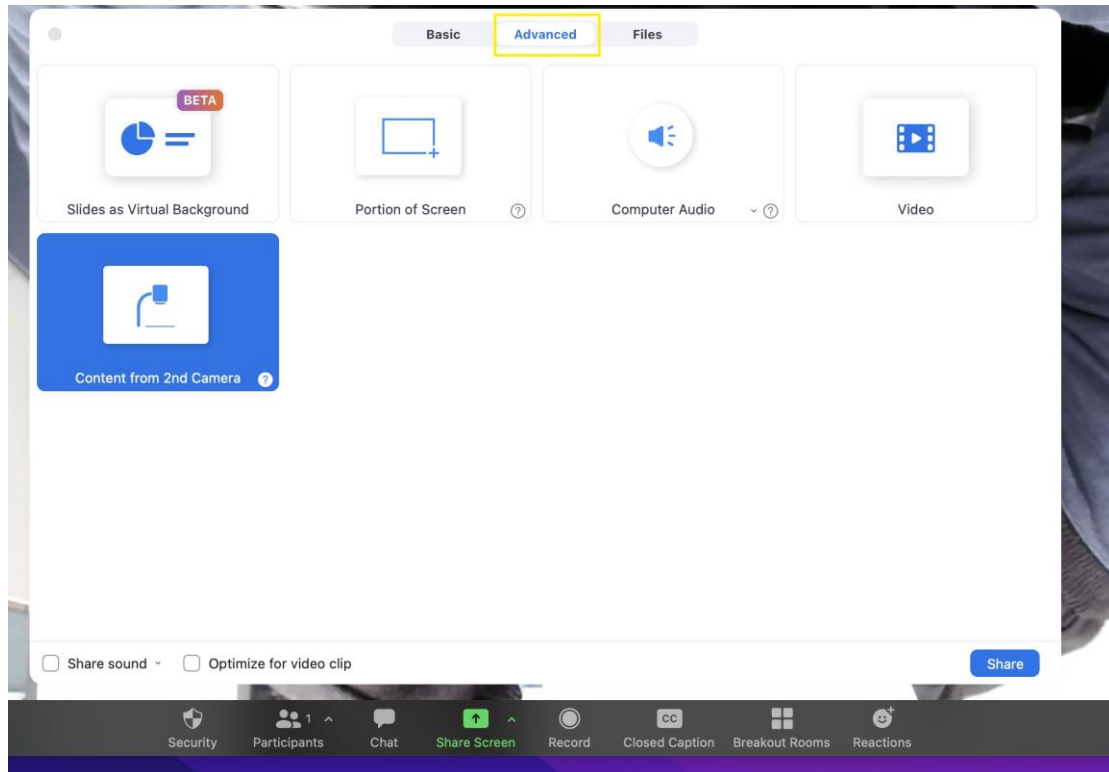 Basic
Advanced
Files
BETA
Slides as Virtual Background
Portion of Screen
?
Computer Audio
?
Video
Content from 2nd Camera
?
Share sound
Optimize for video clip
Share
1
CC
Security
Participants
Chat
Share Screen
Record
Closed Caption
Breakout Rooms
Reactions